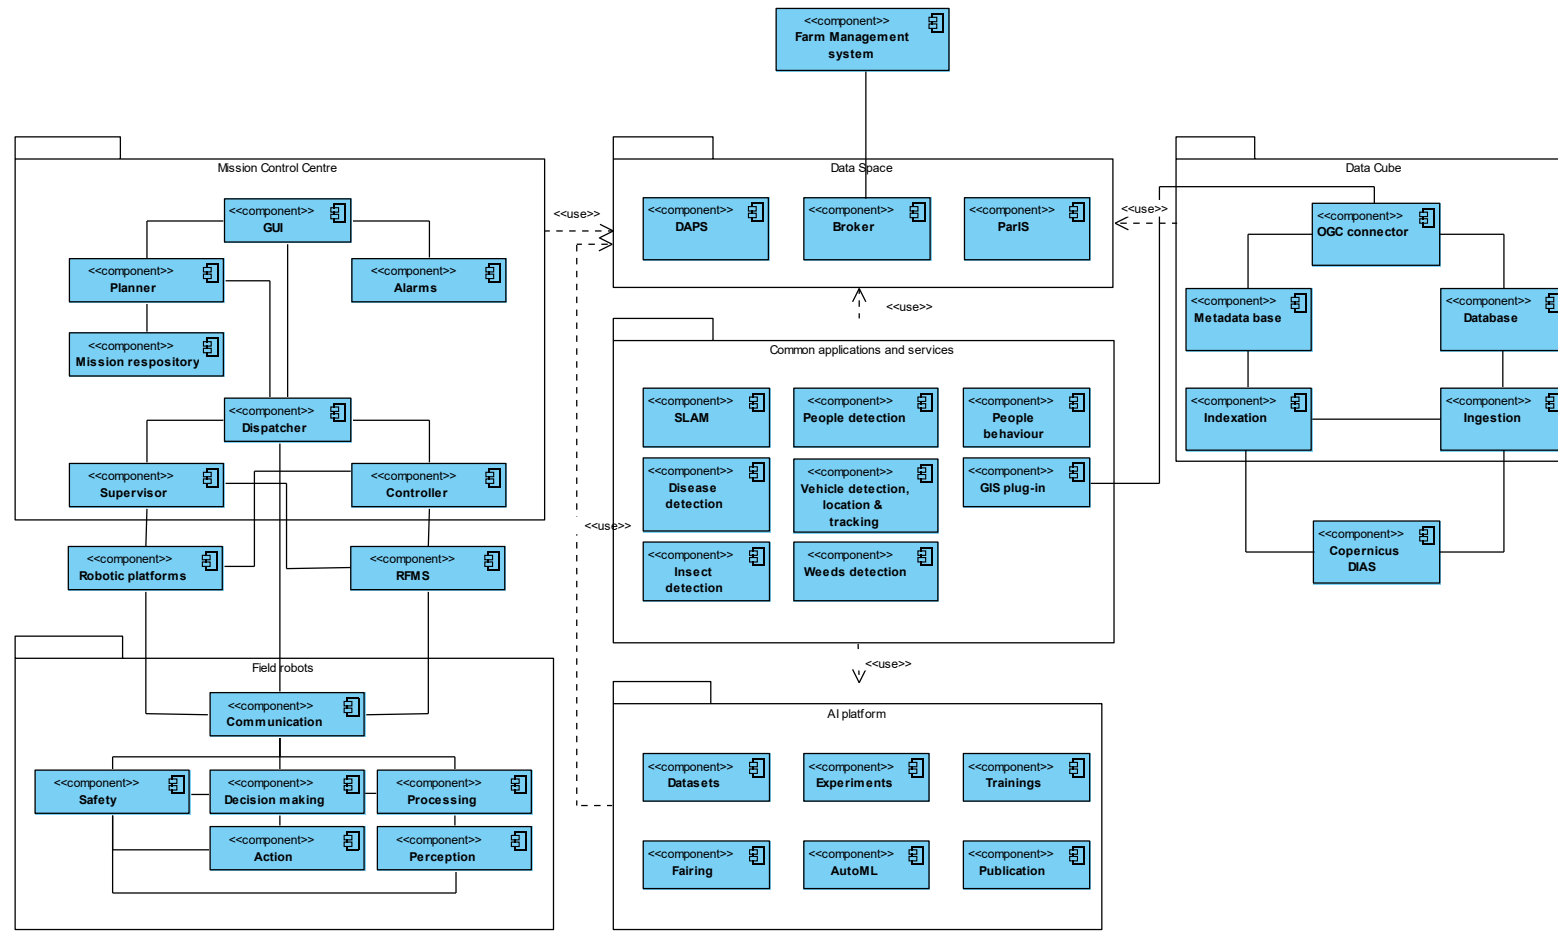 <<component>>
Farm Management
system
Mission Control Centre
<<component>>
GUI
<<component>>
Planner
<<component>>
Alarms
<<component>>
Mission respository
<<component>>
Dispatcher
<<component>>
Supervisor
<<component>>
Controller
<<component>>
Robotic platforms
<<component>>
RFMS
Field robots
<<component>>
Communication
<<component>>
Safety
<<component>>
Decision making
<<component>>
Processing
<<component>>
Action
<<component>>
Perception
<<use>>
<<use>>
Data Space
<<component>>
DAPS
<<component>>
Broker
<<component>>
ParIS
<<use>>
Common applications and services
<<component>>
SLAM
<<component>>
People detection
<<component>>
People
behaviour
<<component>>
Disease
detection
<<component>>
Vehicle detection,
location &
tracking
<<component>>
GIS plug-in
<<component>>
Insect
detection
<<component>>
Weeds detection
<<use>>
AI platform
<<component>>
Datasets
<<component>>
Experiments
<<component>>
Trainings
<<component>>
Fairing
<<component>>
AutoML
<<component>>
Publication
<<use>>
Data Cube
<<component>>
OGC connector
<<component>>
Metadata base
<<component>>
Database
<<component>>
Indexation
<<component>>
Ingestion
<<component>>
Copernicus
DIAS